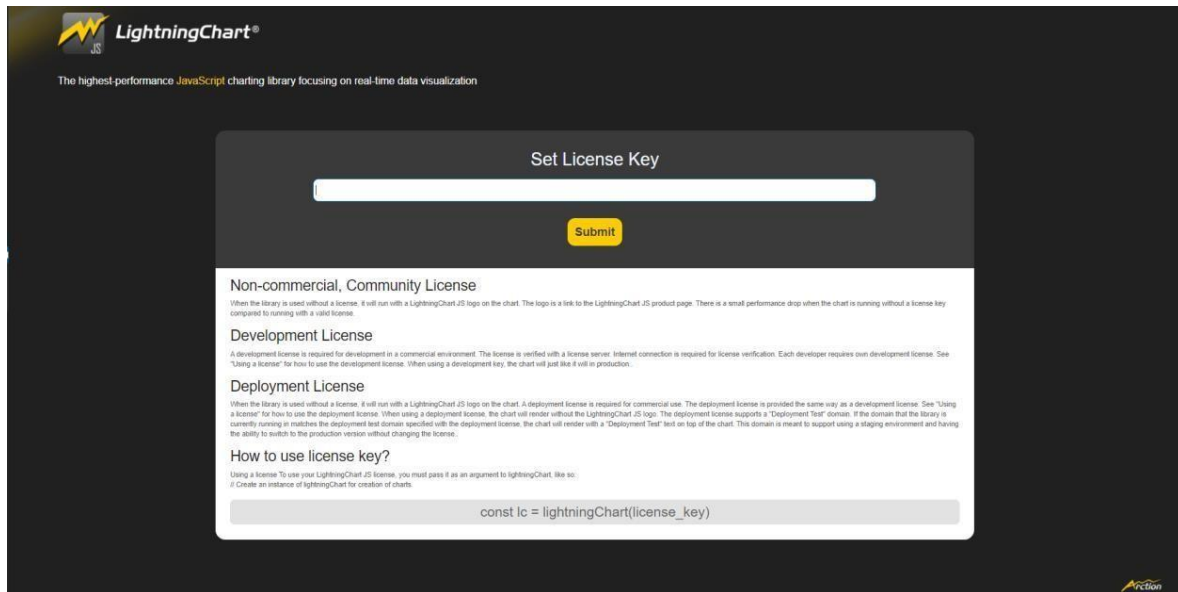 JS
LightningChart®
The highest-performance JavaScript charting library focusing on real-time data visualization
Set License Key
Submit
Non-commercial, Community License
When the library is used without a license, it will run with a LightningChart JS logo on the chart. The logo is a link to the LightningChart JS product page. There is a small performance drop when the chart is running without a license key
compared to running with a valid license.
Development License
A development license is required for development in a commercial environment. The license is verified with a license server. Internet connection is required for license verification. Each developer requires own development license. See
"Using a license" for how to use the development license. When using a development key, the chart will just like it will in production..
Deployment License
When the library is used without a license, it will run with a LightningChart JS logo on the chart. A deployment license is required for commercial use. The deployment license is provided the same way as a development license. See "Using
a license" for how to use the deployment license. When using a deployment license, the chart will render without the LightningChart JS logo. The deployment license supports a "Deployment Test" domain. If the domain that the library is
currently running in matches the deployment test domain specified with the deployment license, the chart will render with a "Deployment Test" text on top of the chart. This domain is meant to support using a staging environment and having
the ability to switch to the production version without changing the license..
How to use license key?
Using a license To use your LightningChart JS license, you must pass it as an argument to lightningChart, like so:
// Create an instance of lightningChart for creation of charts
const lc = lightningChart(license_key)
Arction